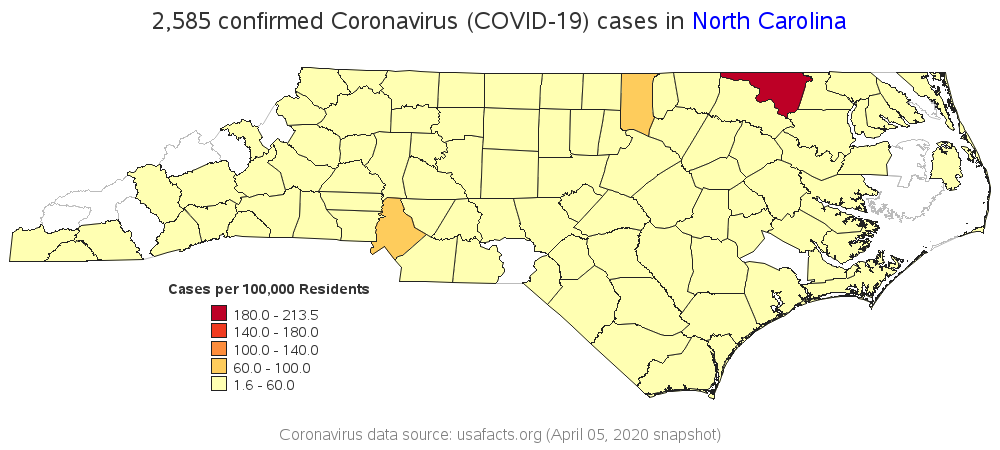 2,585 confirmed Coronavirus (COVID-19) cases in North Carolina
Cases per 100,000 Residents
180.0 - 213.5
140.0 - 180.0
100.0 - 140.0
60.0 - 100.0
1.6 - 60.0
Coronavirus data source: usafacts.org (April 05, 2020 snapshot)